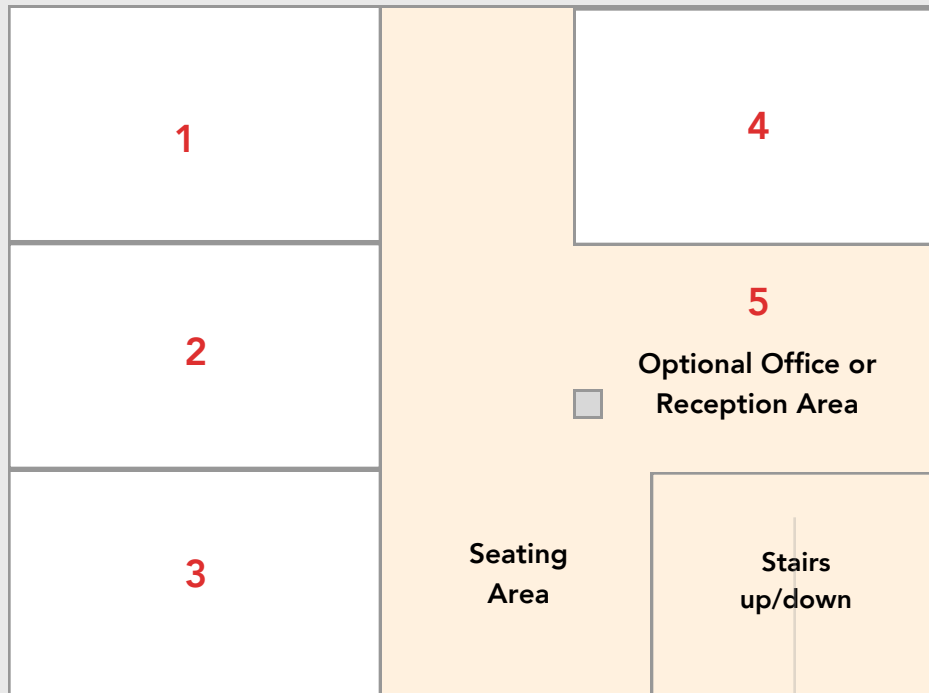 1
4
2
5
Optional Office or
Reception Area
3
Seating
Area
Stairs
up/down